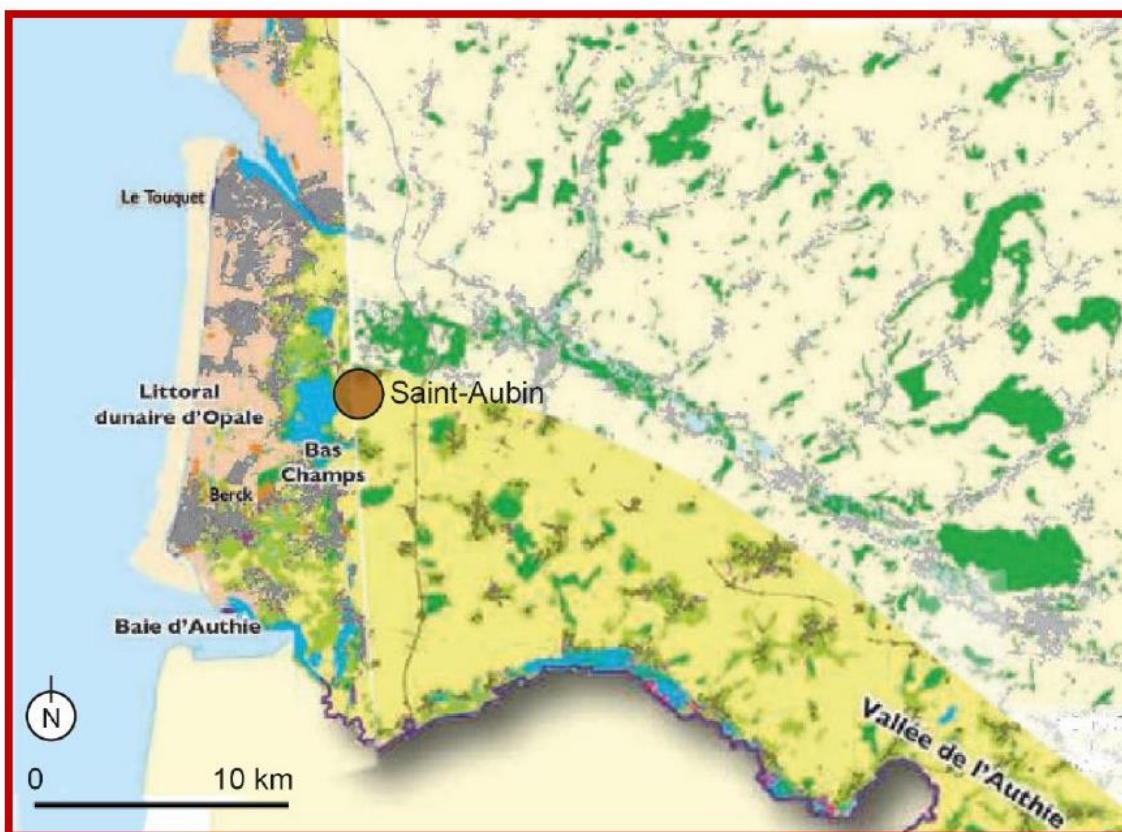 Le Touquet
Saint-Aubin
Littoral
dunaire d'Opale
Bas
Champs
Berck
Baie d'Authie
Vallée de l'Authie
N
0 10 km